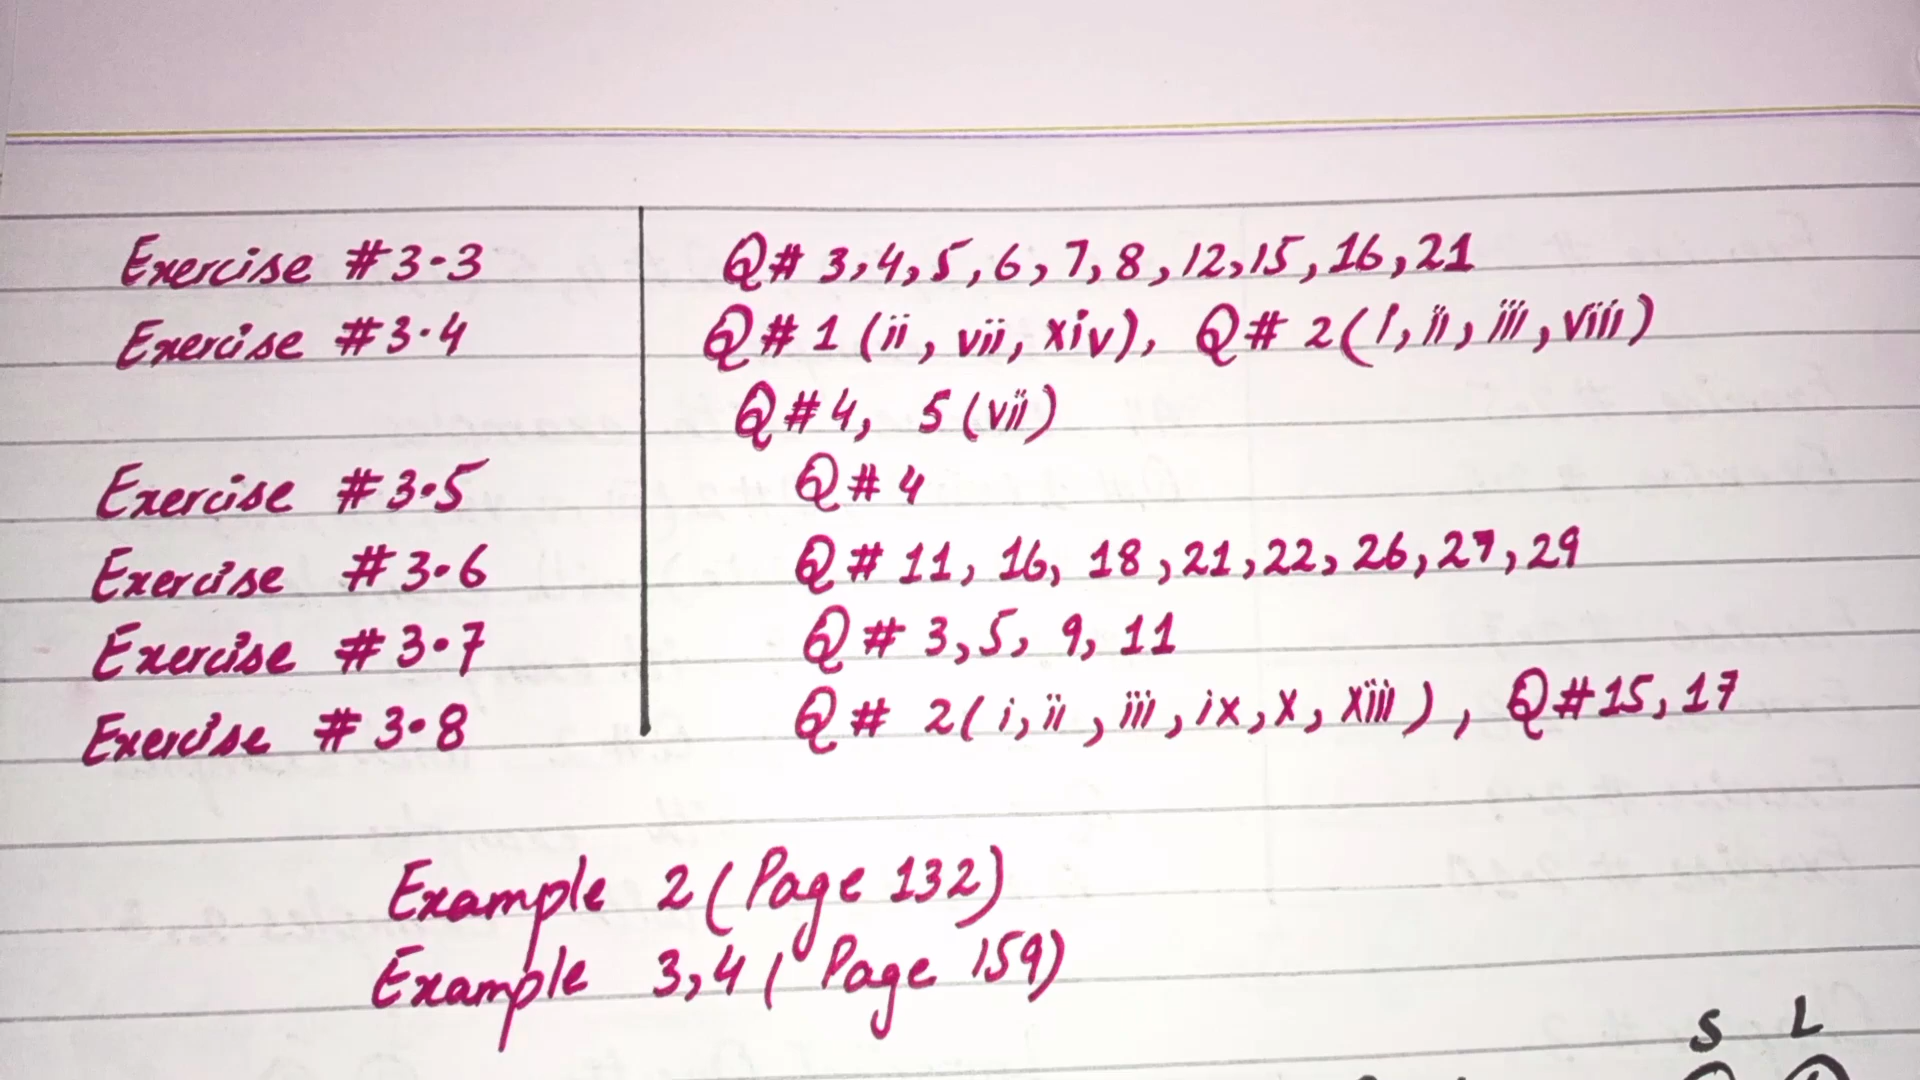 Exercise #3.3 Q# 3,4,5,6,7,8,12,15,16,21
Exercise #3.4 Q# 1 (ii, vii, xiv), Q# 2(i, ii, iii, viii)
Q#4, 5 (vii)
Exercise #3.5 Q#4
Exercise #3.6 Q# 11, 16, 18, 21, 22, 26, 27, 29
Exercise #3.7 Q# 3,5, 9, 11
Exercise #3.8 Q# 2(i, ii, iii, ix, x, xiii), Q#15, 17
Example 2 (Page 132)
Example 3,4 ( Page 159)
S L